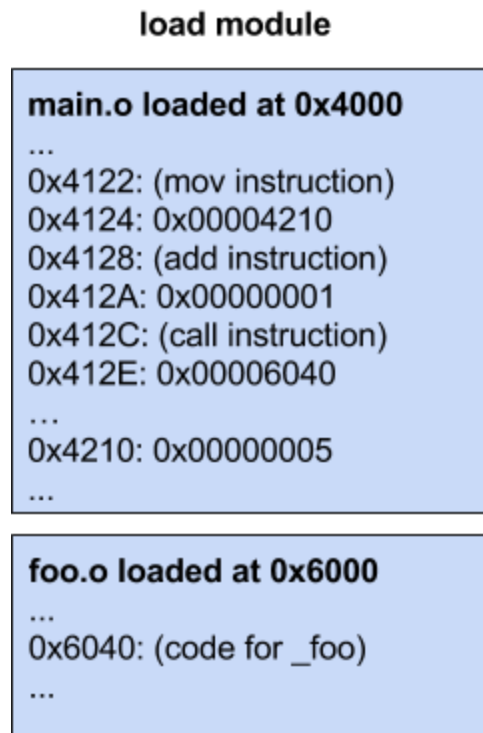 load module
main.o loaded at 0x4000
...
0x4122: (mov instruction)
0x4124: 0x00004210
0x4128: (add instruction)
0x412A: 0x00000001
0x412C: (call instruction)
0x412E: 0x00006040
...
0x4210: 0x00000005
...
foo.o loaded at 0x6000
...
0x6040: (code for _foo)
...